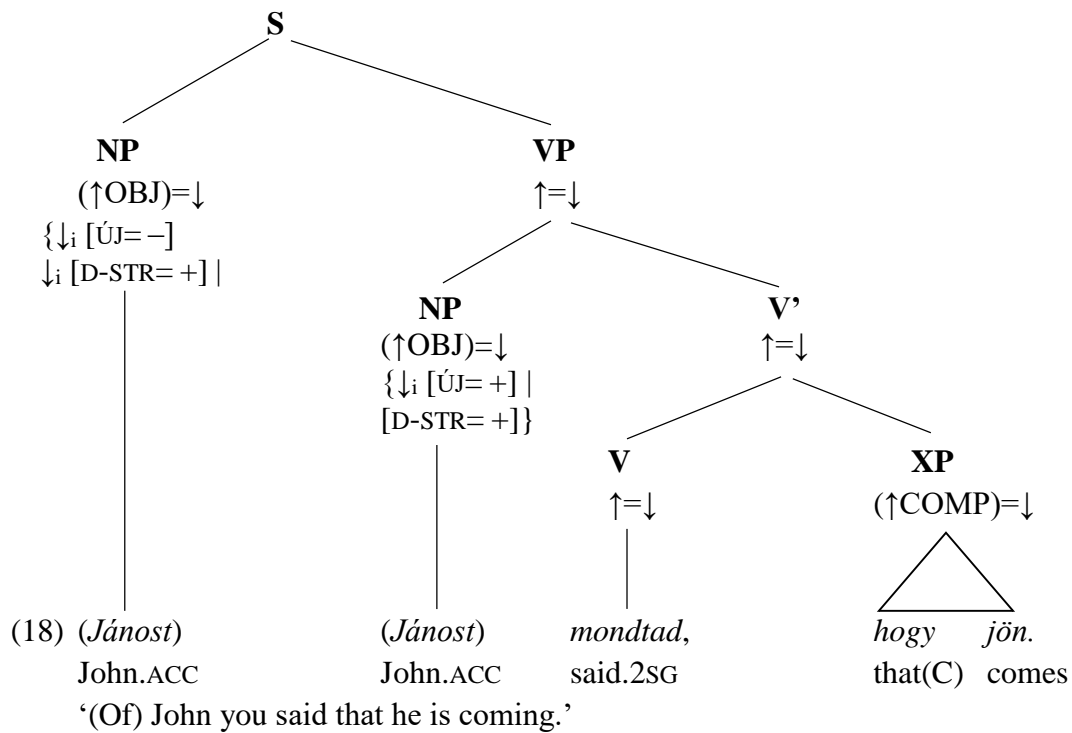 S
NP VP
(↑OBJ)=↓ ↑=↓
{↓i [ÚJ= –]
↓i [D-STR= +] |
NP V’
(↑OBJ)=↓ ↑=↓
{↓i [ÚJ= +] |
[D-STR= +]}
V XP
↑=↓ (↑COMP)=↓
(18) (Jánost) (Jánost) mondtad, hogy jön.
John.ACC John.ACC said.2SG that(C) comes
‘(Of) John you said that he is coming.’